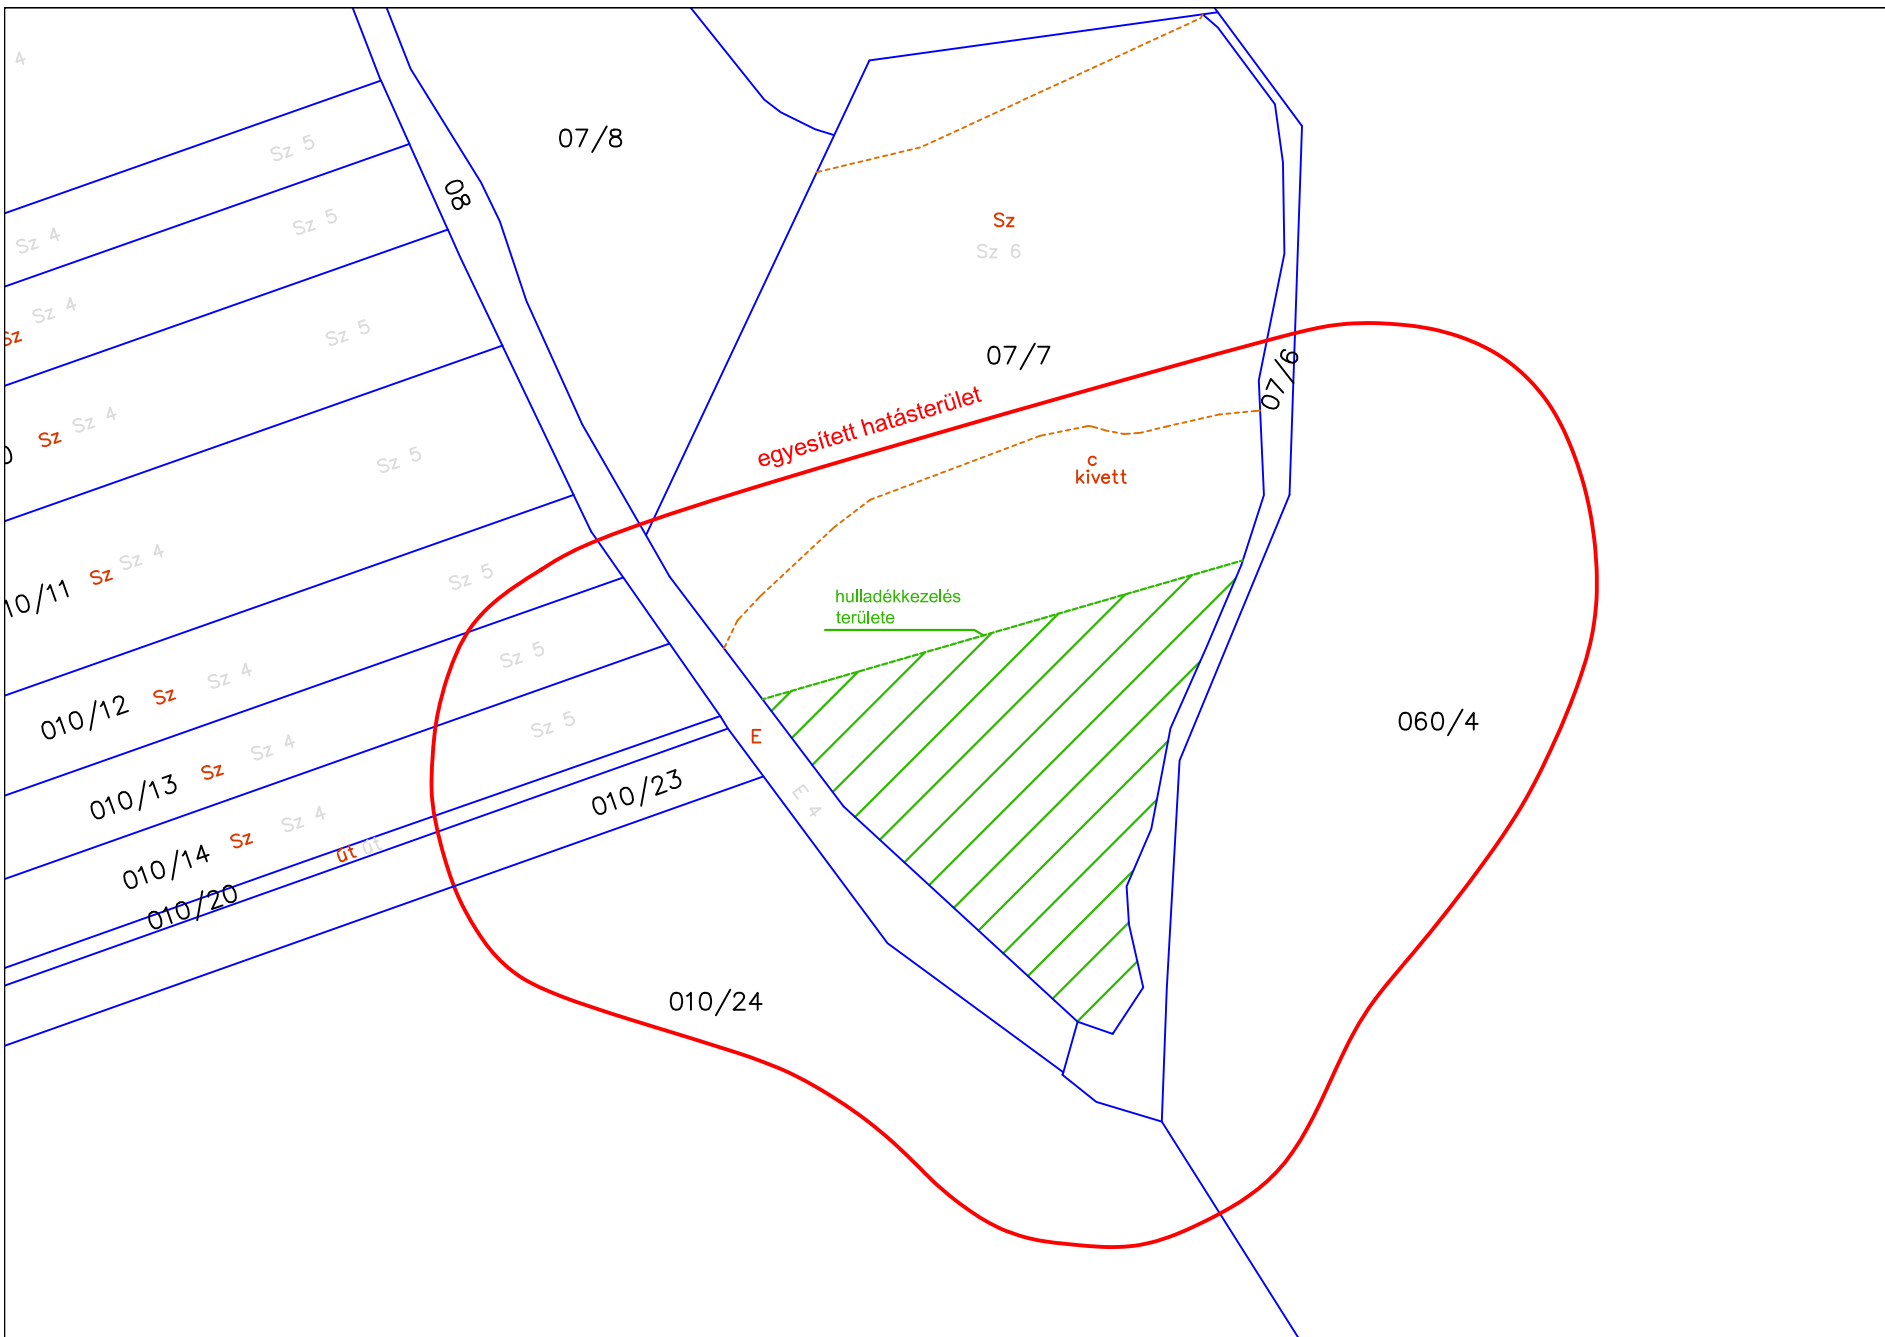 4
Sz 5
07/8
08
Sz 4
Sz 5
Sz
Sz 6
Sz
Sz 4
Sz 5
07/7
07/6
egyesített hatásterület
Sz
Sz 4
Sz 5
c
kivett
10/11
Sz
Sz 4
Sz 5
hulladékkezelés
területe
010/12
Sz
Sz 4
Sz 5
060/4
010/13
Sz
Sz 4
Sz 5
E
E 4
010/23
010/14
Sz
Sz 4
út
út
010/20
010/24